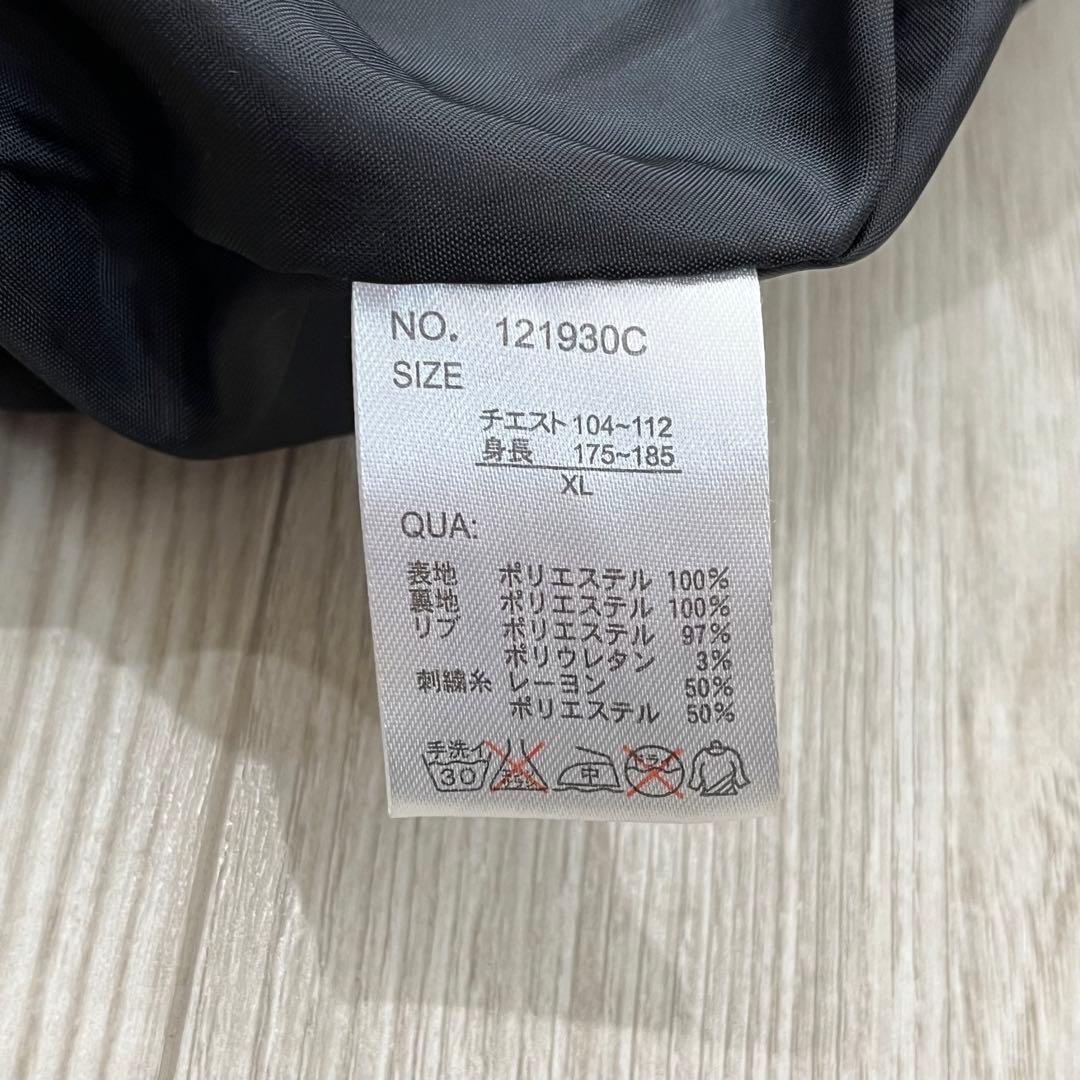 NO. 121930C
SIZE
チエスト 104~112
身長 175~185
XL
QUA:
表地 ポリエステル 100%
裏地 ポリエステル 100%
リブ ポリエステル 97%
ポリウレタン 3%
刺繍糸 レーヨン 50%
ポリエステル 50%
手洗イ
30 中 ドライ